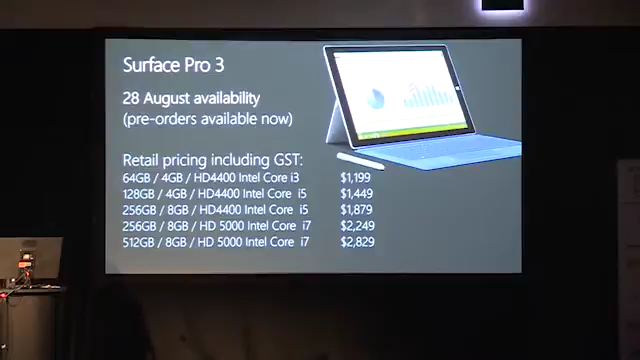 Surface Pro 3
28 August availability
(pre-orders available now)
Retail pricing including GST:
64GB / 4GB / HD4400 Intel Core i3 $1,199
128GB / 4GB / HD4400 Intel Core i5 $1,449
256GB / 8GB / HD4400 Intel Core i5 $1,879
256GB / 8GB / HD 5000 Intel Core i7 $2,249
512GB / 8GB / HD 5000 Intel Core i7 $2,829